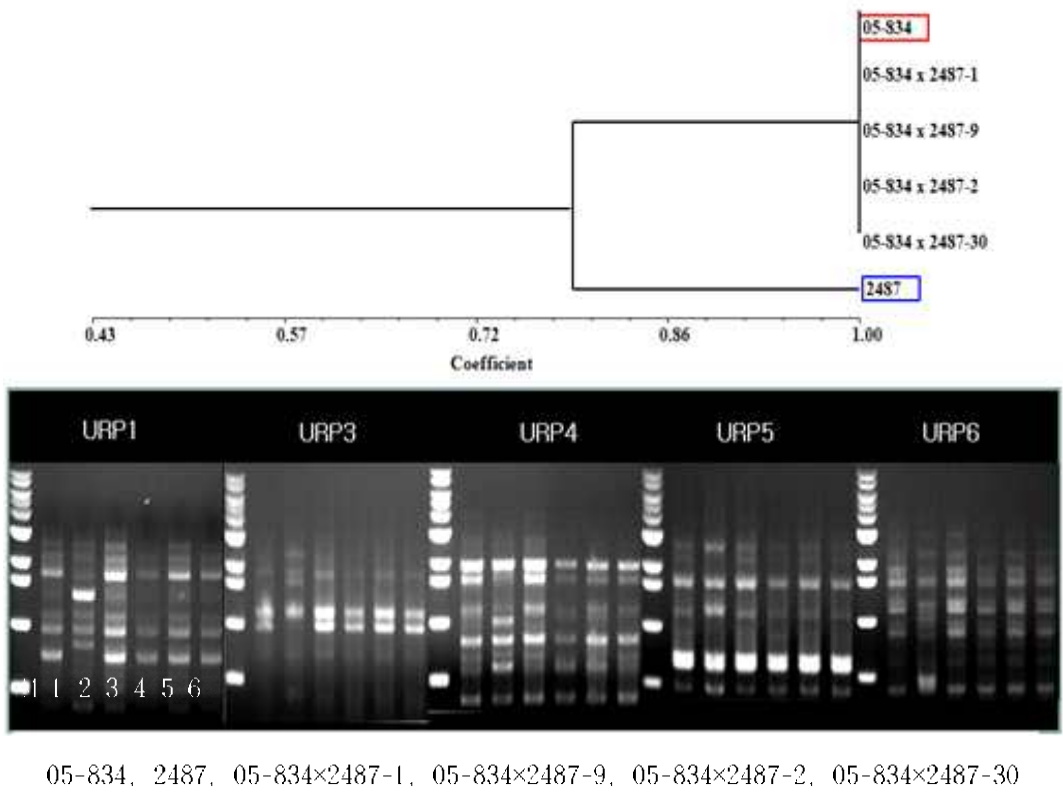 05-834
05-834 x 2487-1
05-834 x 2487-9
05-834 x 2487-2
05-834 x 2487-30
2487
0.43 0.57 0.72 0.86 1.00
Coefficient
URP1 URP3 URP4 URP5 URP6
1 2 3 4 5 6
05-834, 2487, 05-834×2487-1, 05-834×2487-9, 05-834×2487-2, 05-834×2487-30